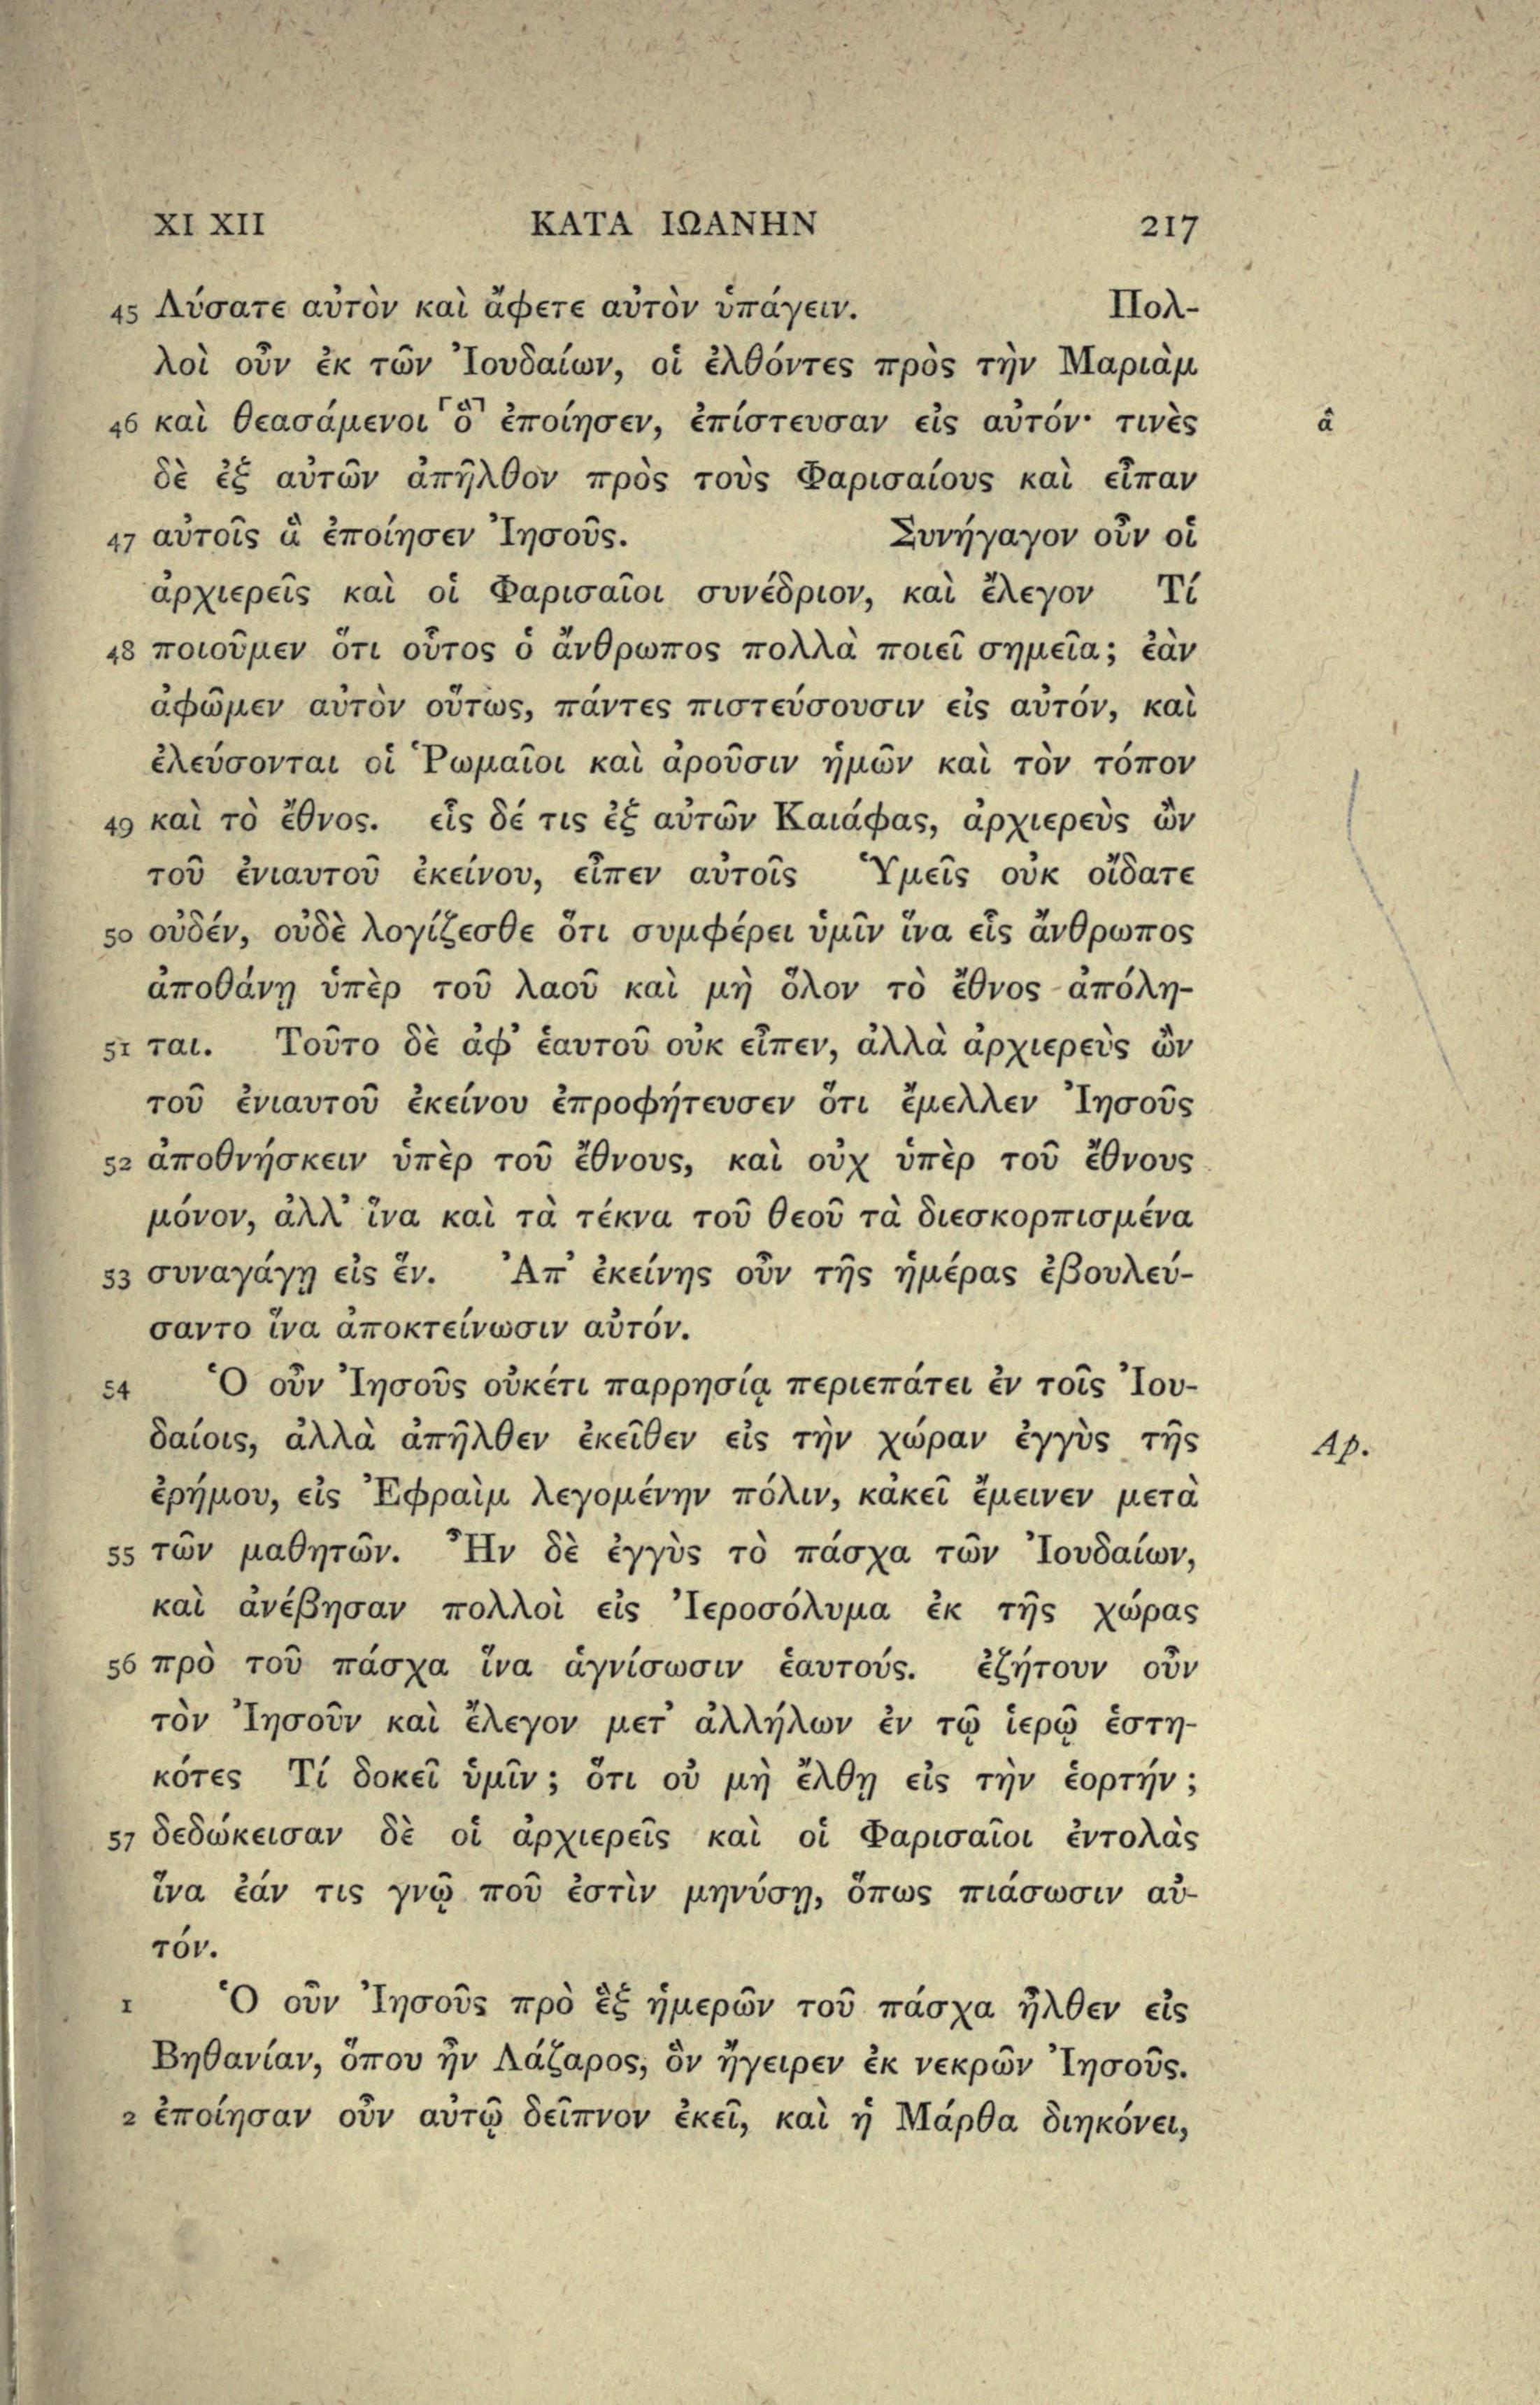 XI XII ΚΑΤΑ ΙΩΑΝΗΝ 217
45 Λύσατε αὐτὸν καὶ ἄφετε αὐτὸν ὑπάγειν. Πολ-
λοὶ οὖν ἐκ τῶν Ἰουδαίων, οἱ ἐλθόντες πρὸς τὴν Μαριὰμ
46 καὶ θεασάμενοι ⸀ὃ⸣ ἐποίησεν, ἐπίστευσαν εἰς αὐτόν· τινὲς ἃ
δὲ ἐξ αὐτῶν ἀπῆλθον πρὸς τοὺς Φαρισαίους καὶ εἶπαν
47 αὐτοῖς ἃ ἐποίησεν Ἰησοῦς. Συνήγαγον οὖν οἱ
ἀρχιερεῖς καὶ οἱ Φαρισαῖοι συνέδριον, καὶ ἔλεγον Τί
48 ποιοῦμεν ὅτι οὗτος ὁ ἄνθρωπος πολλὰ ποιεῖ σημεῖα; ἐὰν
ἀφῶμεν αὐτὸν οὕτως, πάντες πιστεύσουσιν εἰς αὐτόν, καὶ
ἐλεύσονται οἱ Ῥωμαῖοι καὶ ἀροῦσιν ἡμῶν καὶ τὸν τόπον
49 καὶ τὸ ἔθνος. εἷς δέ τις ἐξ αὐτῶν Καιάφας, ἀρχιερεὺς ὢν
τοῦ ἐνιαυτοῦ ἐκείνου, εἶπεν αὐτοῖς Ὑμεῖς οὐκ οἴδατε
50 οὐδέν, οὐδὲ λογίζεσθε ὅτι συμφέρει ὑμῖν ἵνα εἷς ἄνθρωπος
ἀποθάνῃ ὑπὲρ τοῦ λαοῦ καὶ μὴ ὅλον τὸ ἔθνος ἀπόλη-
51 ται. Τοῦτο δὲ ἀφ’ ἑαυτοῦ οὐκ εἶπεν, ἀλλὰ ἀρχιερεὺς ὢν
τοῦ ἐνιαυτοῦ ἐκείνου ἐπροφήτευσεν ὅτι ἔμελλεν Ἰησοῦς
52 ἀποθνήσκειν ὑπὲρ τοῦ ἔθνους, καὶ οὐχ ὑπὲρ τοῦ ἔθνους
μόνον, ἀλλ’ ἵνα καὶ τὰ τέκνα τοῦ θεοῦ τὰ διεσκορπισμένα
53 συναγάγῃ εἰς ἕν. Ἀπ’ ἐκείνης οὖν τῆς ἡμέρας ἐβουλεύ-
σαντο ἵνα ἀποκτείνωσιν αὐτόν.
54 Ὁ οὖν Ἰησοῦς οὐκέτι παρρησίᾳ περιεπάτει ἐν τοῖς Ἰου-
δαίοις, ἀλλὰ ἀπῆλθεν ἐκεῖθεν εἰς τὴν χώραν ἐγγὺς τῆς Ap.
ἐρήμου, εἰς Ἐφραὶμ λεγομένην πόλιν, κἀκεῖ ἔμεινεν μετὰ
55 τῶν μαθητῶν. Ἦν δὲ ἐγγὺς τὸ πάσχα τῶν Ἰουδαίων,
καὶ ἀνέβησαν πολλοὶ εἰς Ἰεροσόλυμα ἐκ τῆς χώρας
56 πρὸ τοῦ πάσχα ἵνα ἁγνίσωσιν ἑαυτούς. ἐζήτουν οὖν
τὸν Ἰησοῦν καὶ ἔλεγον μετ’ ἀλλήλων ἐν τῷ ἱερῷ ἑστη-
κότες Τί δοκεῖ ὑμῖν; ὅτι οὐ μὴ ἔλθῃ εἰς τὴν ἑορτήν;
57 δεδώκεισαν δὲ οἱ ἀρχιερεῖς καὶ οἱ Φαρισαῖοι ἐντολὰς
ἵνα ἐάν τις γνῷ ποῦ ἐστὶν μηνύσῃ, ὅπως πιάσωσιν αὐ-
τόν.
1 Ὁ οὖν Ἰησοῦς πρὸ ἓξ ἡμερῶν τοῦ πάσχα ἦλθεν εἰς
Βηθανίαν, ὅπου ἦν Λάζαρος, ὃν ἤγειρεν ἐκ νεκρῶν Ἰησοῦς.
2 ἐποίησαν οὖν αὐτῷ δεῖπνον ἐκεῖ, καὶ ἡ Μάρθα διηκόνει,